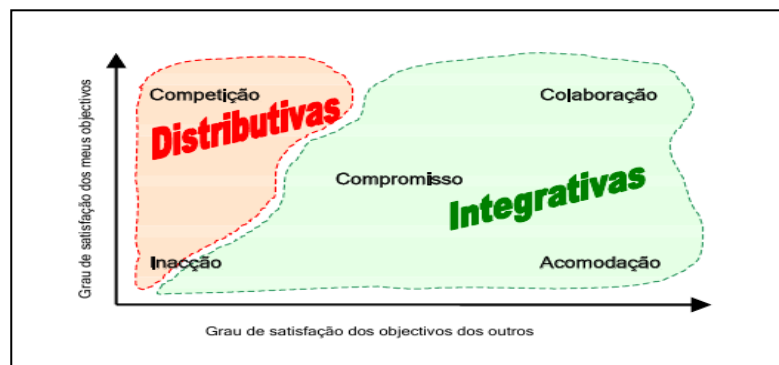 Grau de satisfação dos meus objectivos
Competição
Colaboração
Distributivas
Compromisso
Integrativas
Inacção
Acomodação
Grau de satisfação dos objectivos dos outros